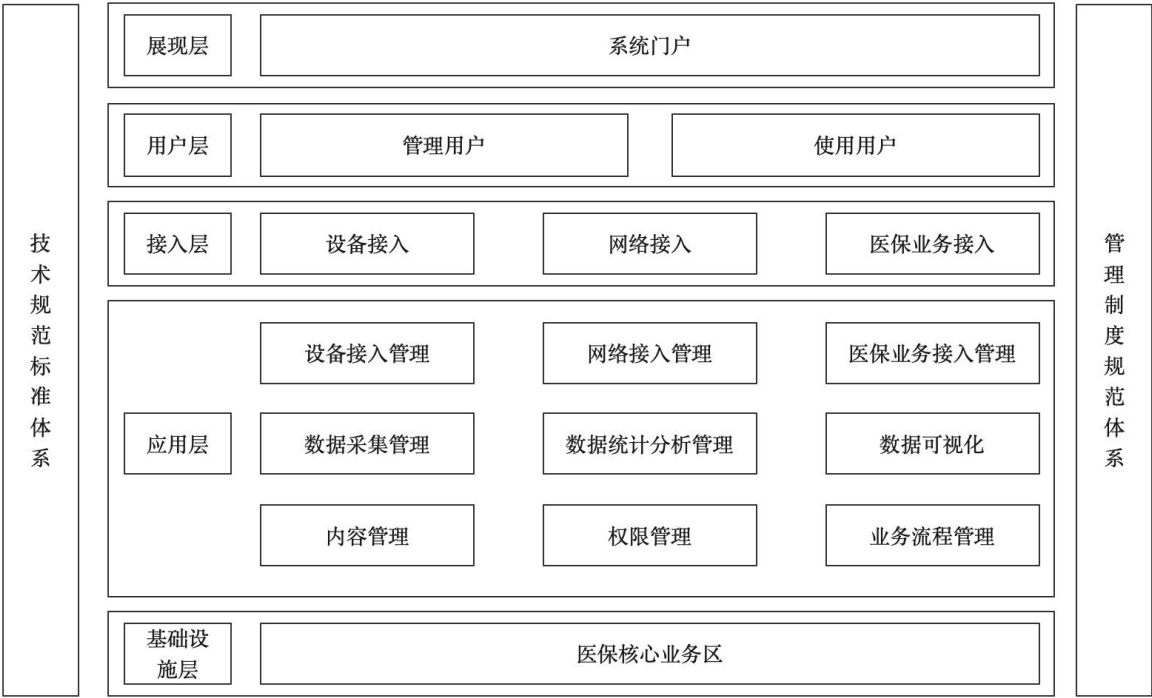 技术规范标准体系
展现层
系统门户
用户层
管理用户
使用用户
接入层
设备接入
网络接入
医保业务接入
应用层
设备接入管理
网络接入管理
医保业务接入管理
数据采集管理
数据统计分析管理
数据可视化
内容管理
权限管理
业务流程管理
基础设
施层
医保核心业务区
管理制度规范体系